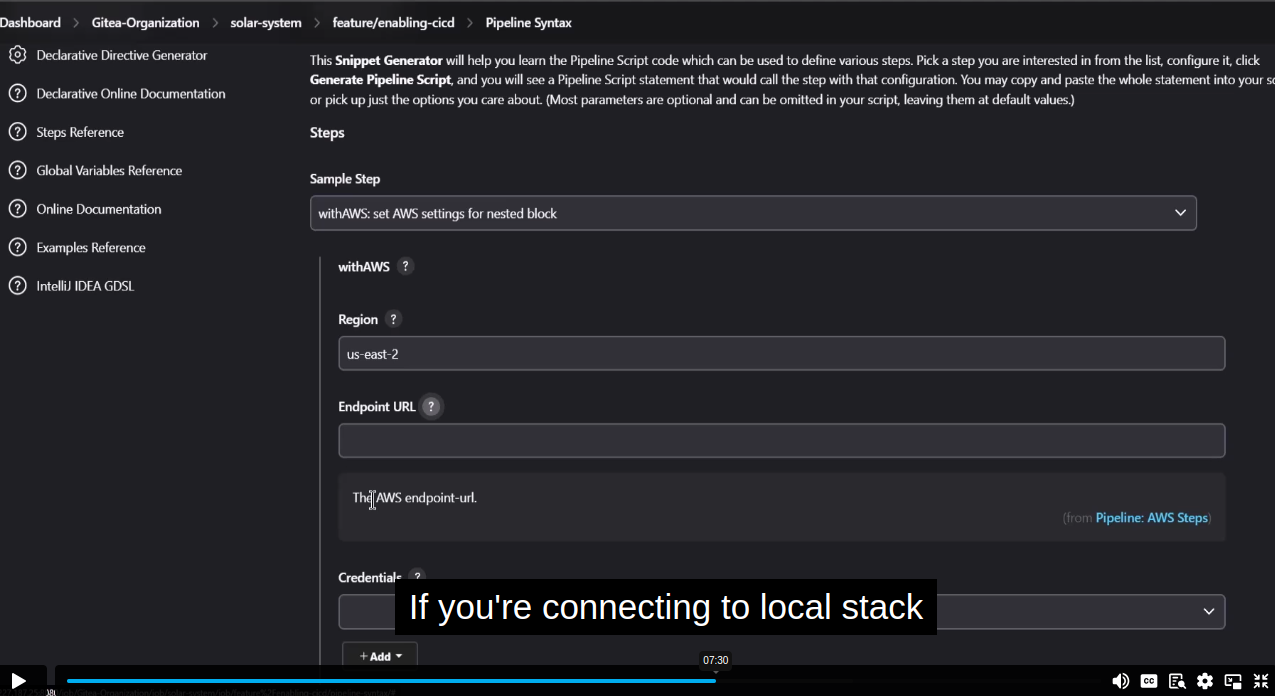 Dashboard > Gitea-Organization > solar-system > feature/enabling-cicd > Pipeline Syntax
Declarative Directive Generator
Declarative Online Documentation
Steps Reference
Global Variables Reference
Online Documentation
Examples Reference
IntelliJ IDEA GDSL
This Snippet Generator will help you learn the Pipeline Script code which can be used to define various steps. Pick a step you are interested in from the list, configure it, click
Generate Pipeline Script, and you will see a Pipeline Script statement that would call the step with that configuration. You may copy and paste the whole statement into your
or pick up just the options you care about. (Most parameters are optional and can be omitted in your script, leaving them at default values.)
Steps
Sample Step
withAWS: set AWS settings for nested block
withAWS ?
Region ?
us-east-2
Endpoint URL ?
The AWS endpoint-url.
(from Pipeline: AWS Steps)
Credentials ?
If you're connecting to local stack
+ Add
07:30
CC